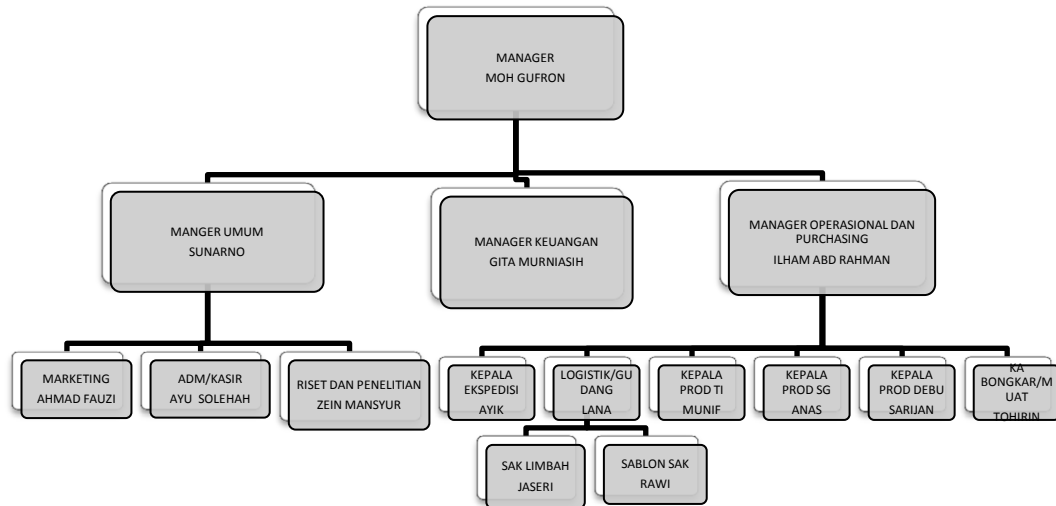 MANAGER
MOH GUFRON
MANGER UMUM
SUNARNO
MANAGER KEUANGAN
GITA MURNIASIH
MANAGER OPERASIONAL DAN
PURCHASING
ILHAM ABD RAHMAN
MARKETING
AHMAD FAUZI
ADM/KASIR
AYU SOLEHAH
RISET DAN PENELITIAN
ZEIN MANSYUR
KEPALA
EKSPEDISI
AYIK
LOGISTIK/GU
DANG
LANA
KEPALA
PROD TI
MUNIF
KEPALA
PROD SG
ANAS
KEPALA
PROD DEBU
SARIJAN
KA
BONGKAR/M
UAT
TOHIRIN
SAK LIMBAH
JASERI
SABLON SAK
RAWI